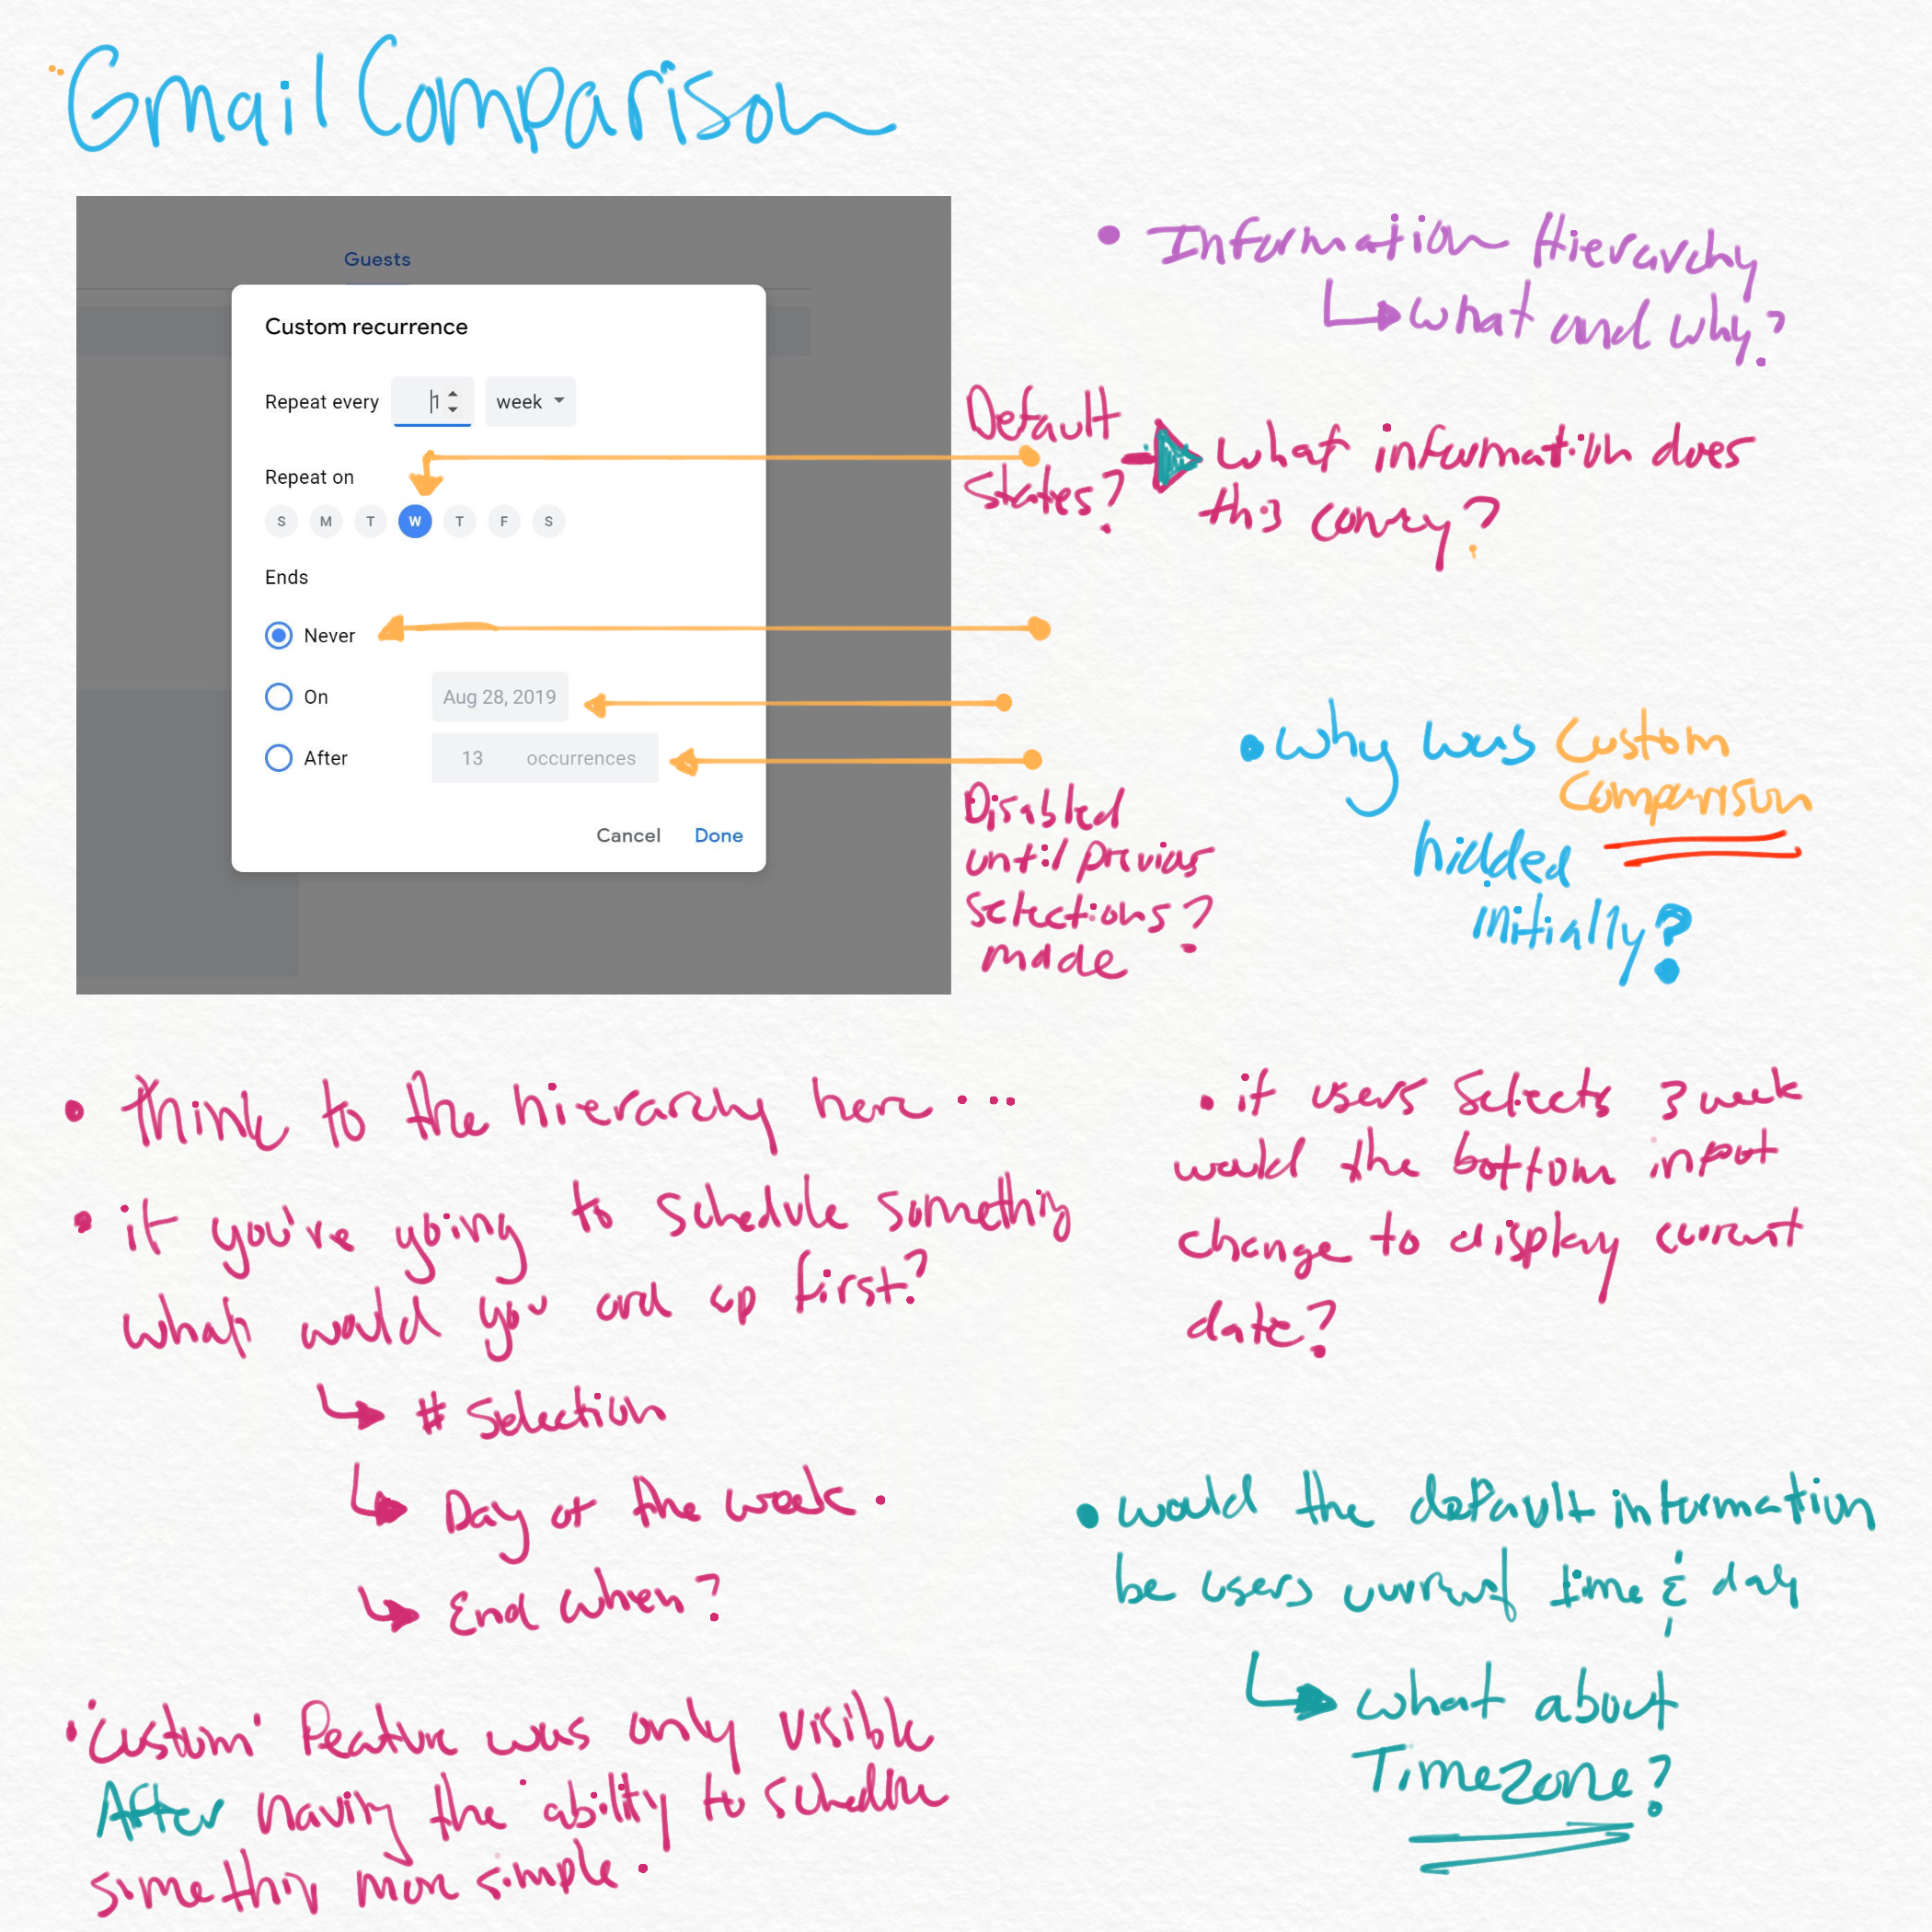 Gmail Comparison
Guests
Custom recurrence
Repeat every 1 week
Repeat on
S M T W T F S
Ends
Never
On Aug 28, 2019
After 13 occurrences
Cancel Done
• Information Hierarchy
what and why?
Default
States?
what information does
this convey?
Disabled
until previous
selections?
made
• why was Custom
Comparison
hidded
initially?
• think to the hierarchy here ...
• if you're going to schedule something
what would you end up first?
# Selection
Day of the week.
End when?
• 'Custom' feature was only visible
After having the ability to schedule
something more simple.
• if users selects 3 week
would the bottom input
change to display current
date?
• would the default information
be users current time & day
what about
Timezone?